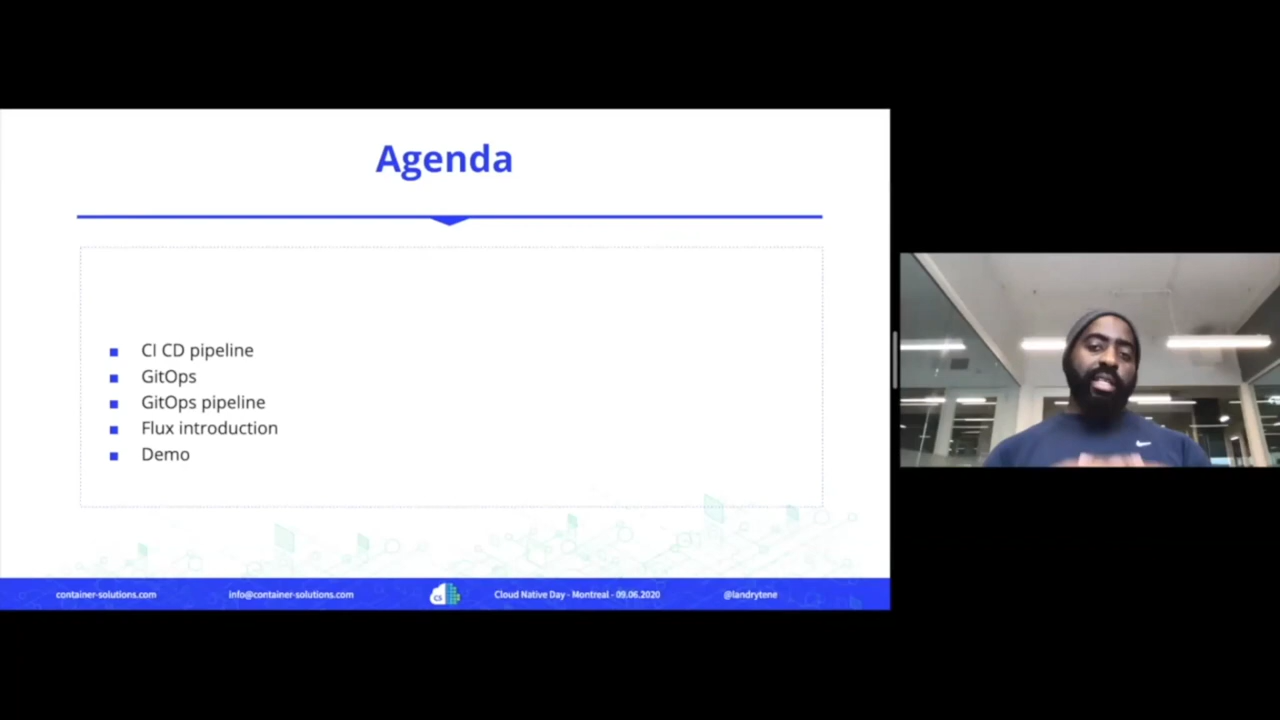 Agenda
CI CD pipeline
GitOps
GitOps pipeline
Flux introduction
Demo
container-solutions.com
info@container-solutions.com
CS
Cloud Native Day - Montreal - 09.06.2020
@landrytene